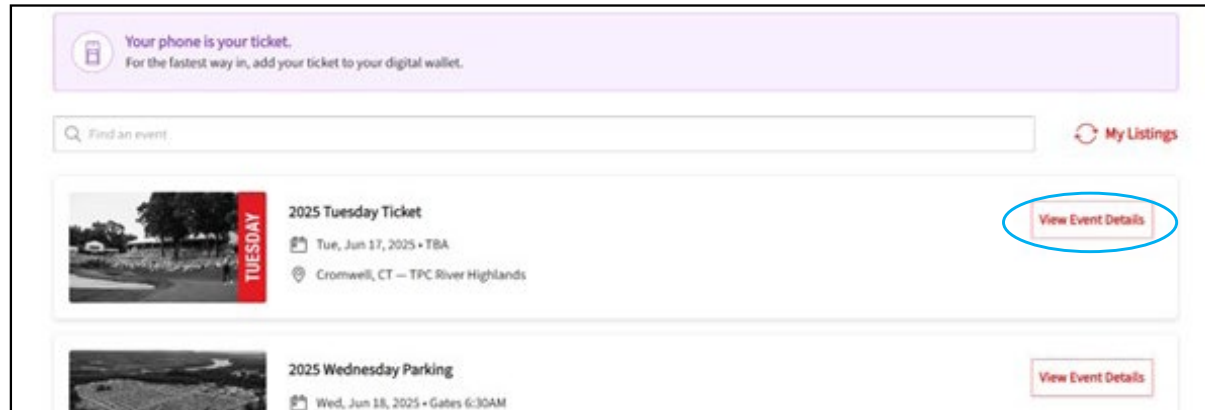 Your phone is your ticket.
For the fastest way in, add your ticket to your digital wallet.
Find an event
My Listings
TUESDAY
2025 Tuesday Ticket
Tue, Jun 17, 2025 • TBA
Cromwell, CT — TPC River Highlands
View Event Details
2025 Wednesday Parking
Wed, Jun 18, 2025 • Gates 6:30AM
View Event Details